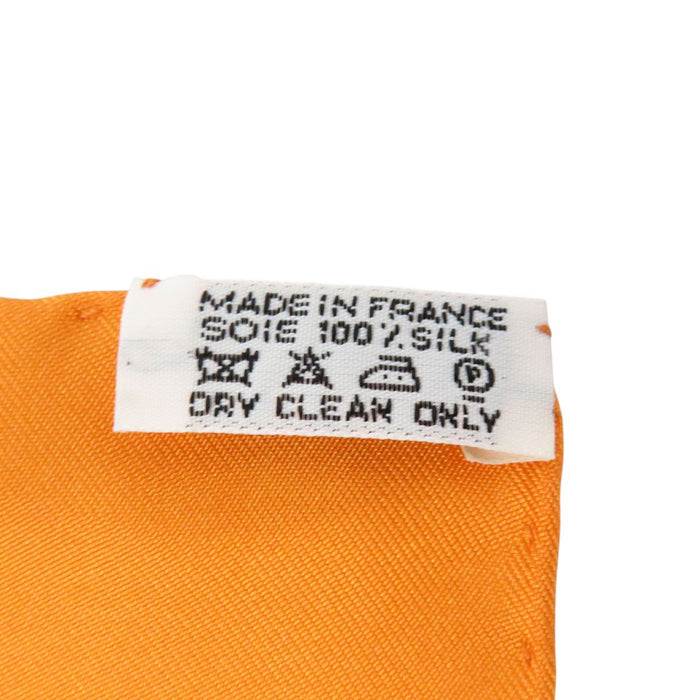 MADE IN FRANCE
SOIE 100% SILK
P
DRY CLEAN ONLY